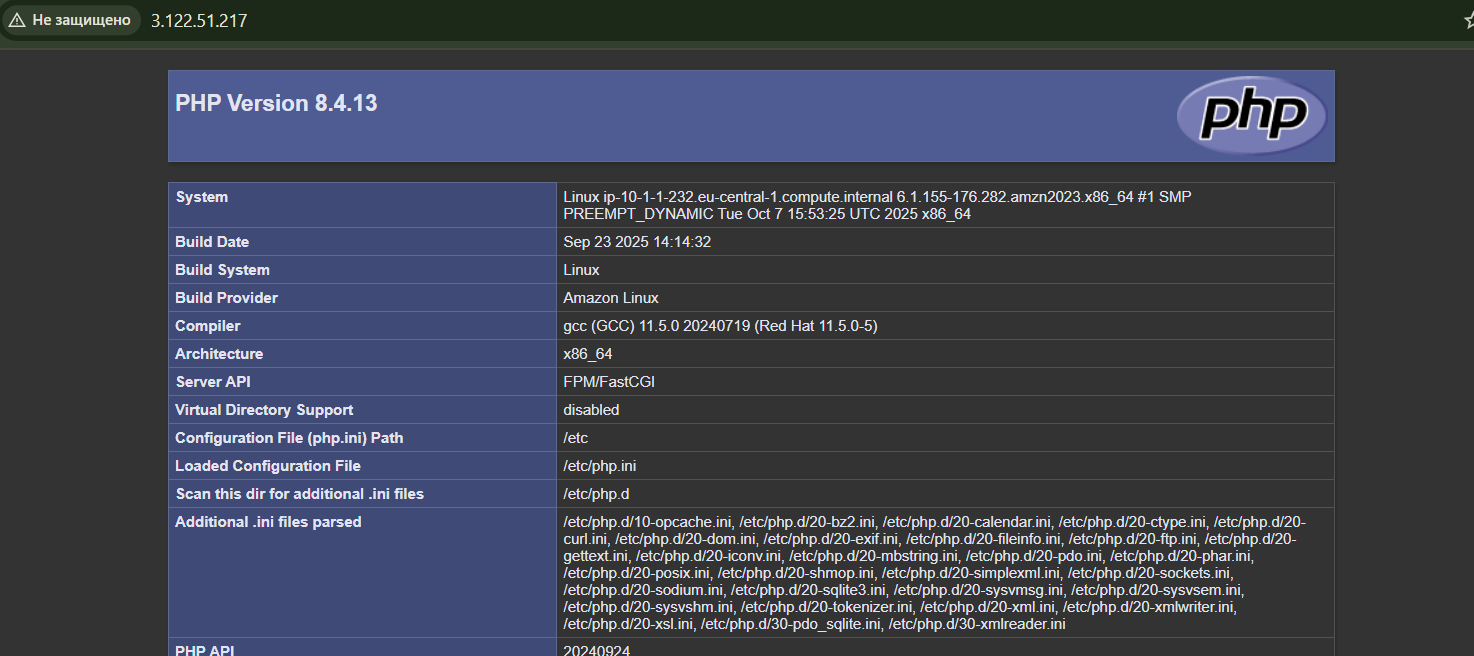 Не защищено 3.122.51.217
PHP Version 8.4.13
php
System Linux ip-10-1-1-232.eu-central-1.compute.internal 6.1.155-176.282.amzn2023.x86_64 #1 SMP
PREEMPT_DYNAMIC Tue Oct 7 15:53:25 UTC 2025 x86_64
Build Date Sep 23 2025 14:14:32
Build System Linux
Build Provider Amazon Linux
Compiler gcc (GCC) 11.5.0 20240719 (Red Hat 11.5.0-5)
Architecture x86_64
Server API FPM/FastCGI
Virtual Directory Support disabled
Configuration File (php.ini) Path /etc
Loaded Configuration File /etc/php.ini
Scan this dir for additional .ini files /etc/php.d
Additional .ini files parsed /etc/php.d/10-opcache.ini, /etc/php.d/20-bz2.ini, /etc/php.d/20-calendar.ini, /etc/php.d/20-ctype.ini, /etc/php.d/20-
curl.ini, /etc/php.d/20-dom.ini, /etc/php.d/20-exif.ini, /etc/php.d/20-fileinfo.ini, /etc/php.d/20-ftp.ini, /etc/php.d/20-
gettext.ini, /etc/php.d/20-iconv.ini, /etc/php.d/20-mbstring.ini, /etc/php.d/20-pdo.ini, /etc/php.d/20-phar.ini,
/etc/php.d/20-posix.ini, /etc/php.d/20-shmop.ini, /etc/php.d/20-simplexml.ini, /etc/php.d/20-sockets.ini,
/etc/php.d/20-sodium.ini, /etc/php.d/20-sqlite3.ini, /etc/php.d/20-sysvmsg.ini, /etc/php.d/20-sysvsem.ini,
/etc/php.d/20-sysvshm.ini, /etc/php.d/20-tokenizer.ini, /etc/php.d/20-xml.ini, /etc/php.d/20-xmlwriter.ini,
/etc/php.d/20-xsl.ini, /etc/php.d/30-pdo_sqlite.ini, /etc/php.d/30-xmlreader.ini
PHP API 20240924